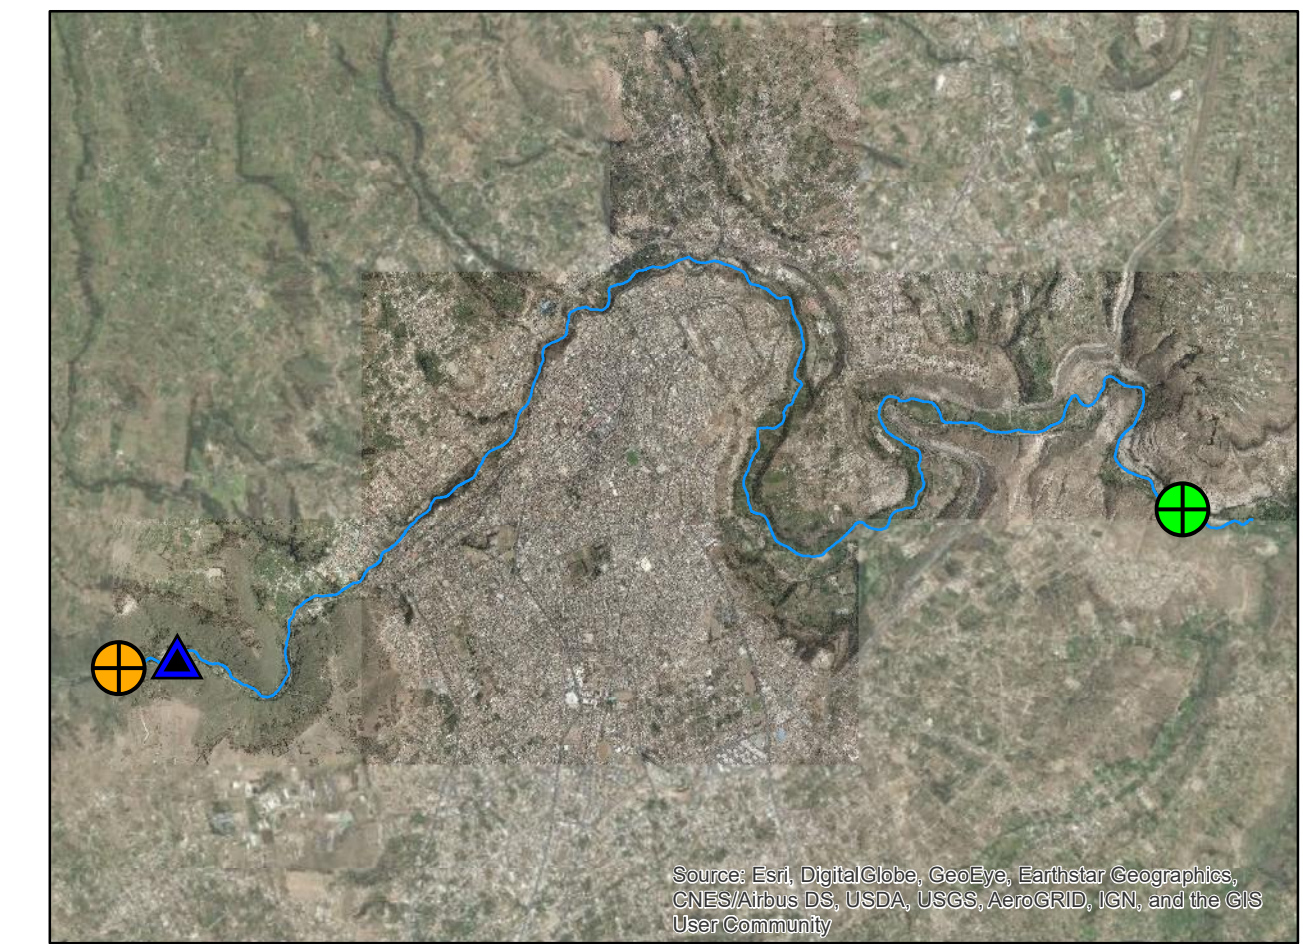 Source: Esri, DigitalGlobe, GeoEye, Earthstar Geographics,
CNES/Airbus DS, USDA, USGS, AeroGRID, IGN, and the GIS
User Community